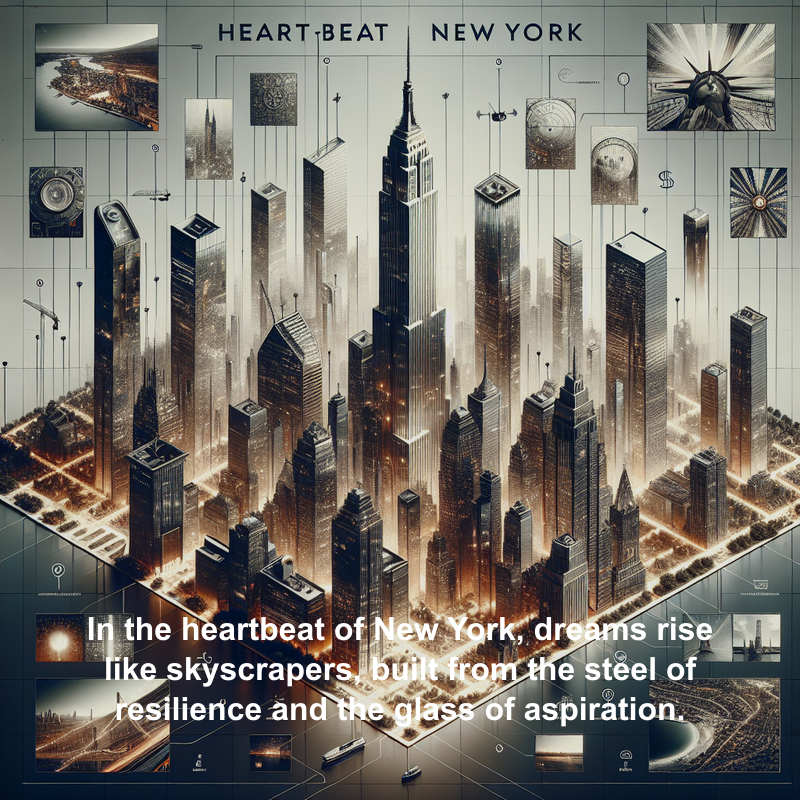 HEART-BEAT NEW YORK
$
In the heartbeat of New York, dreams rise
like skyscrapers, built from the steel of
resilience and the glass of aspiration.